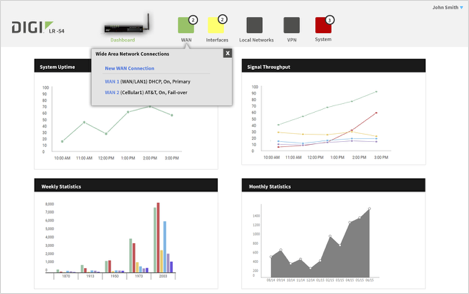 John Smith
DIGI LR-54
2
2
1
Dashboard
WAN
Interfaces
Local Networks
VPN
System
Wide Area Network Connections
X
New WAN Connection
WAN 1 (WAN/LAN1) DHCP, On, Primary
WAN 2 (Cellular1) AT&T, On, Fail-over
System Uptime
Signal Throughput
100
90
80
70
60
50
40
30
20
10
0
10:00 AM
11:00 AM
12:00 PM
1:00 PM
2:00 PM
3:00 PM
100
90
80
70
60
50
40
30
20
10
0
10:00 AM
11:00 AM
12:00 PM
1:00 PM
2:00 PM
3:00 PM
Weekly Statistics
Monthly Statistics
8,000
7,000
6,000
5,000
4,000
3,000
2,000
1,000
0
1400
1200
1000
800
600
400
200
0